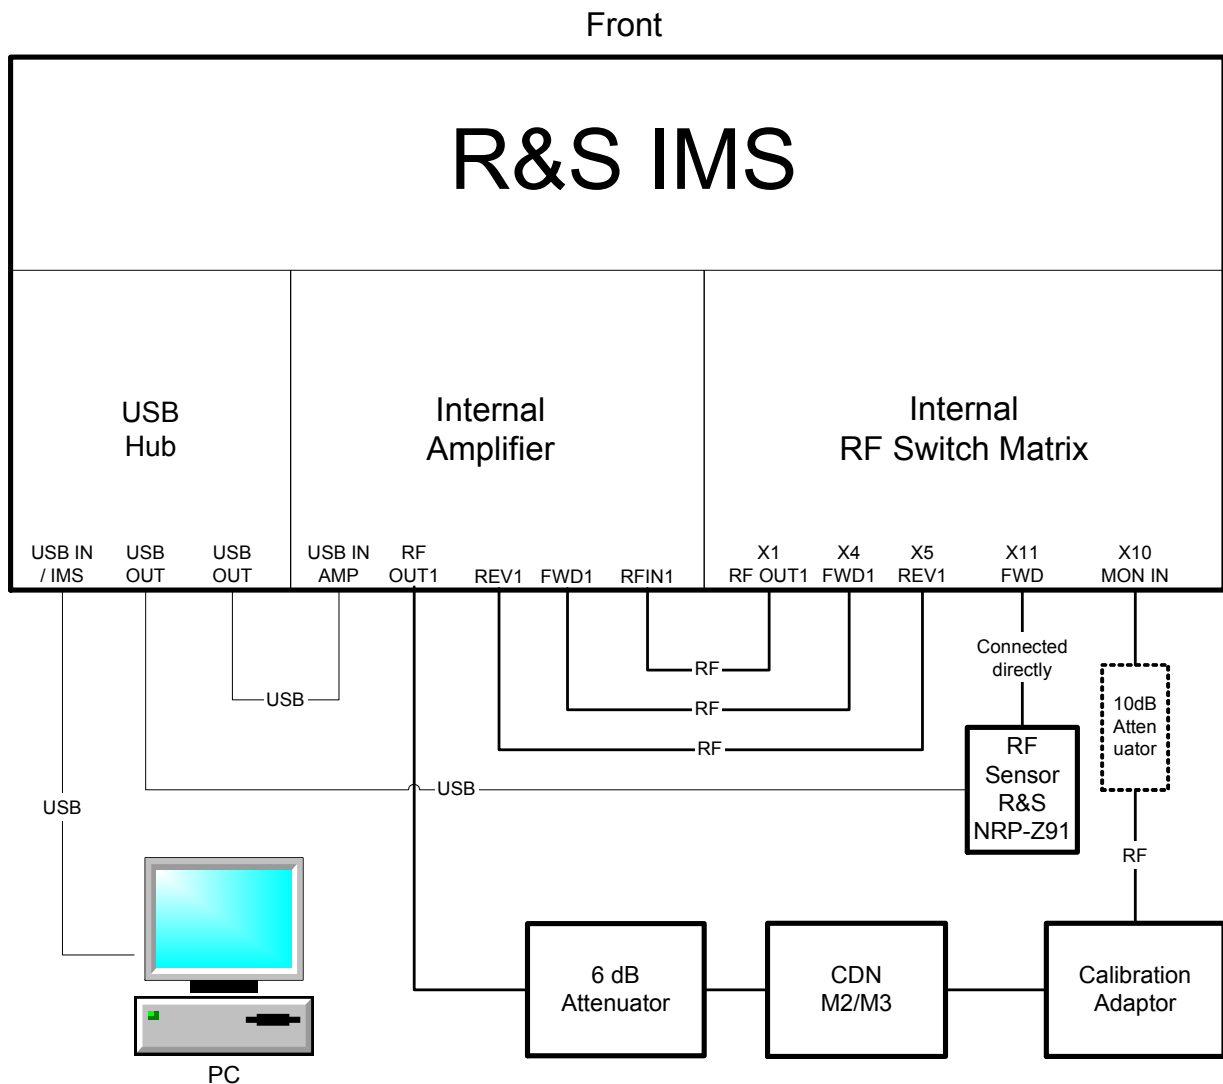 Front
R&S IMS
USB
Hub
Internal
Amplifier
Internal
RF Switch Matrix
USB IN
/ IMS
USB
OUT
USB
OUT
USB IN
AMP
RF
OUT1
REV1
FWD1
RFIN1
X1
RF OUT1
X4
FWD1
X5
REV1
X11
FWD
X10
MON IN
Connected
directly
RF
RF
RF
USB
USB
USB
10dB
Atten
uator
RF
Sensor
R&S
NRP-Z91
RF
6 dB
Attenuator
CDN
M2/M3
Calibration
Adaptor
PC